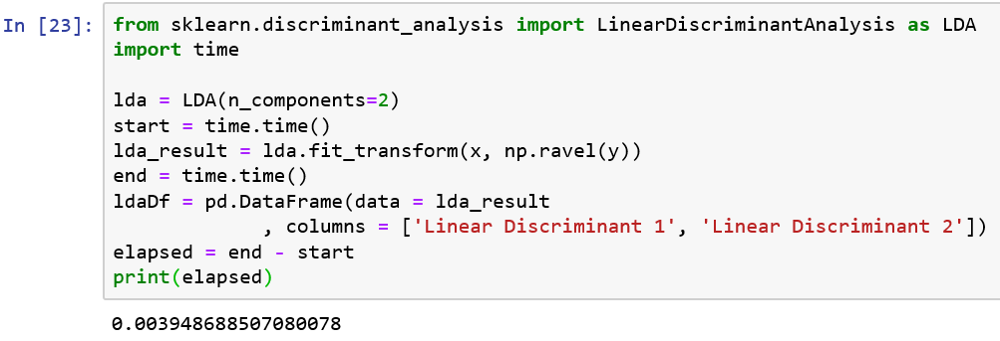 In [23]: from sklearn.discriminant_analysis import LinearDiscriminantAnalysis as LDA
import time
lda = LDA(n_components=2)
start = time.time()
lda_result = lda.fit_transform(x, np.ravel(y))
end = time.time()
ldaDf = pd.DataFrame(data = lda_result
, columns = ['Linear Discriminant 1', 'Linear Discriminant 2'])
elapsed = end - start
print(elapsed)
0.003948688507080078